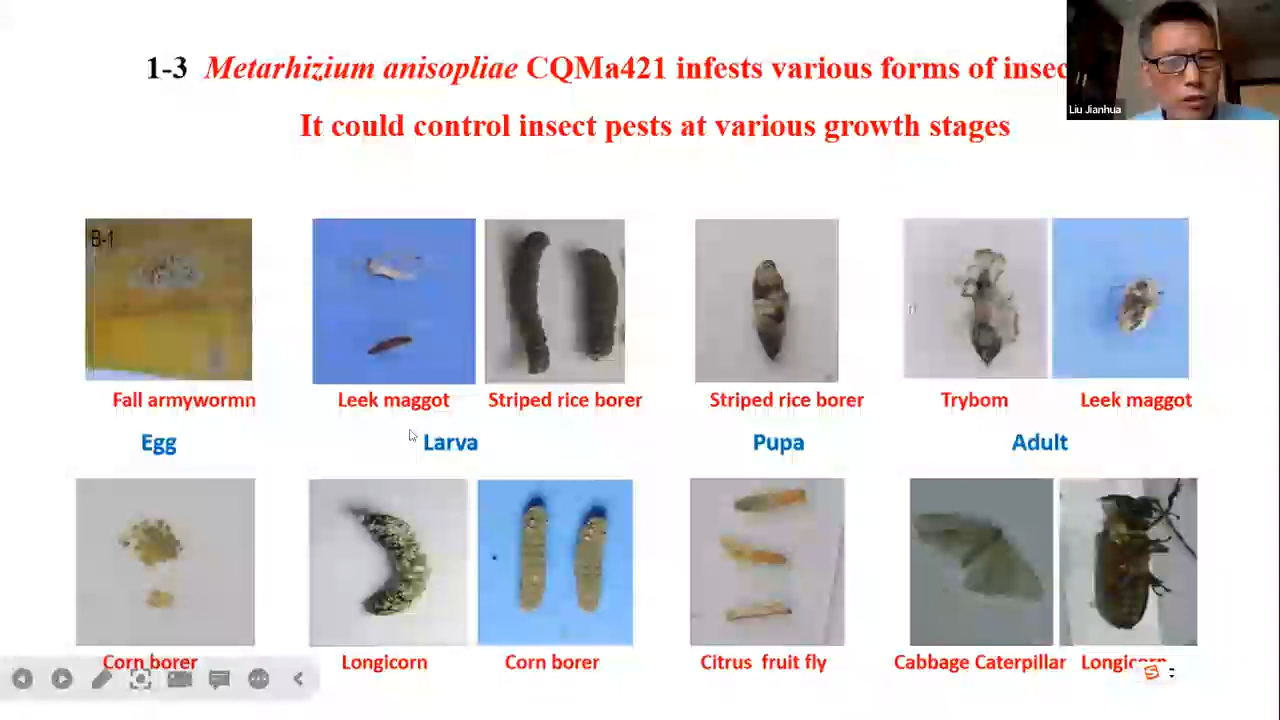 1-3 Metarhizium anisopliae CQMa421 infests various forms of insec
It could control insect pests at various growth stages
Liu Jianhua
B-1
Fall armywormn
Leek maggot
Striped rice borer
Striped rice borer
Trybom
Leek maggot
Egg
Larva
Pupa
Adult
Corn borer
Longicorn
Corn borer
Citrus fruit fly
Cabbage Caterpillar
Longicorn